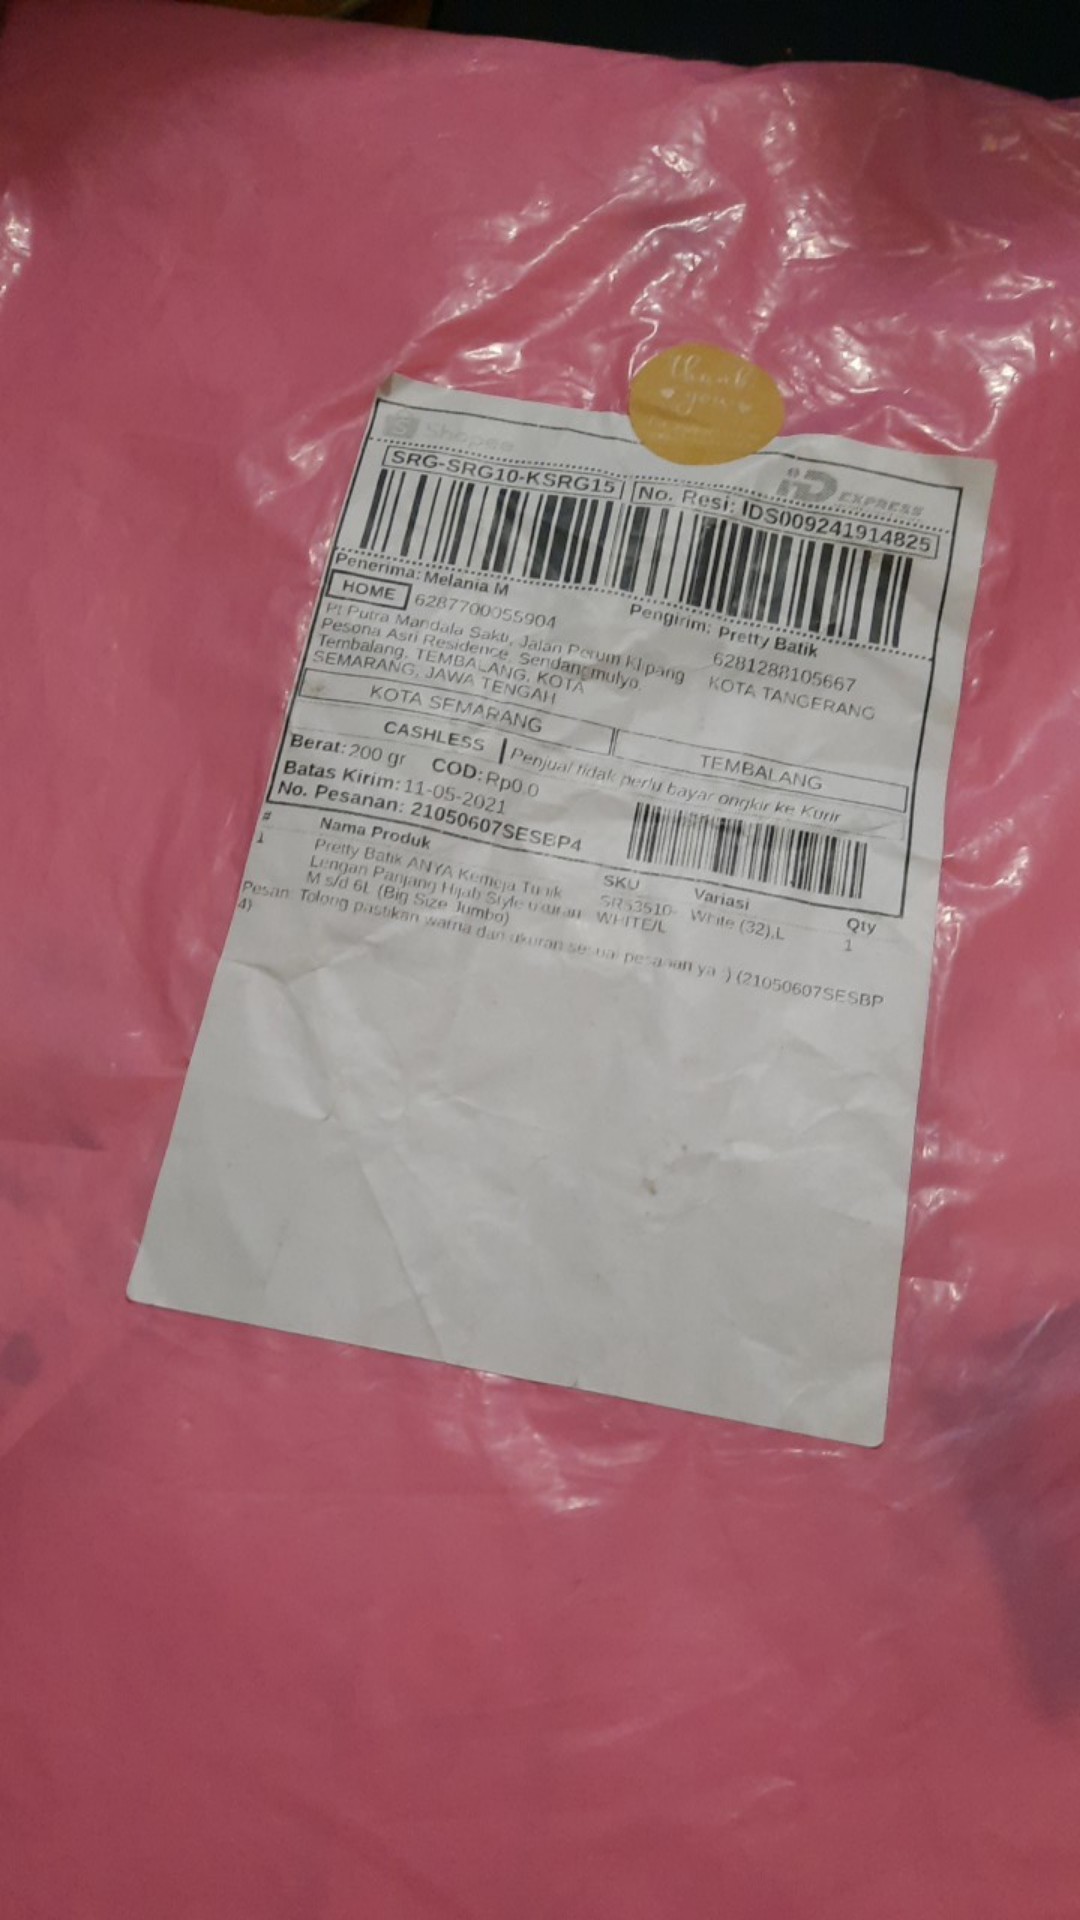 thank
you
Shopee
iD EXPRESS
SRG-SRG10-KSRG15
No. Resi: IDS009241914825
Penerima: Melania M
HOME
6287700055904
Pt.Putra Mandala Sakti, Jalan Perum Klipang
Pesona Asri Residence, Sendangmulyo,
Tembalang, TEMBALANG, KOTA
SEMARANG, JAWA TENGAH
Pengirim: Pretty Batik
6281288105667
KOTA TANGERANG
KOTA SEMARANG
TEMBALANG
CASHLESS
Penjual tidak perlu bayar ongkir ke Kurir
Berat: 200 gr COD: Rp0.0
Batas Kirim: 11-05-2021
No. Pesanan: 21050607SESBP4
# Nama Produk SKU Variasi Qty
1 Pretty Batik ANYA Kemeja Tunik SR53510- White (32),L 1
Lengan Panjang Hijab Style ukuran WHITE/L
M s/d 6L (Big Size Jumbo)
Pesan: Tolong pastikan warna dan ukuran sesuai pesanan ya :) (21050607SESBP
4)